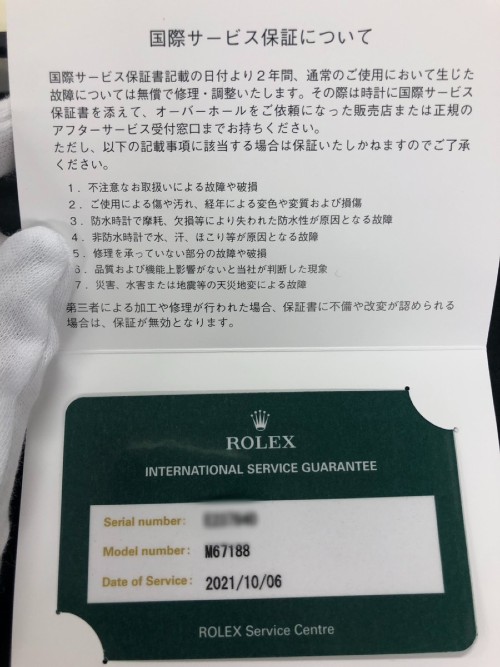 国際サービス保証について
国際サービス保証書記載の日付より2年間、通常のご使用において生じた
故障については無償で修理・調整いたします。その際は時計に国際サービス
保証書を添えて、オーバーホールをご依頼になった販売店または正規の
アフターサービス受付窓口までお持ちください。
ただし、以下の記載事項に該当する場合は保証いたしかねますのでご了承
ください。
1．不注意なお取扱いによる故障や破損
2．ご使用による傷や汚れ、経年による変色や変質および損傷
3．防水時計で摩耗、欠損等により失われた防水性が原因となる故障
4．非防水時計で水、汗、ほこり等が原因となる故障
5．修理を承っていない部分の故障や破損
6．品質および機能上影響がないと当社が判断した現象
7．災害、水害または地震等の天災地変による故障
第三者による加工や修理が行われた場合、保証書に不備や改変が認められる
場合は、保証が無効となります。
ROLEX
INTERNATIONAL SERVICE GUARANTEE
Serial number:
Model number: M67188
Date of Service: 2021/10/06
ROLEX Service Centre